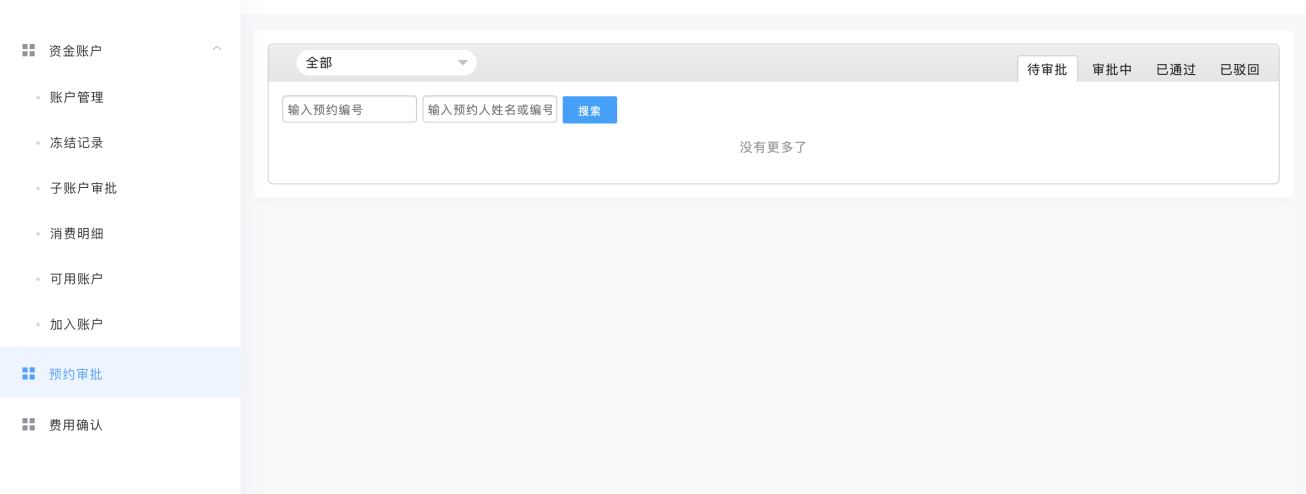 资金账户
账户管理
冻结记录
子账户审批
消费明细
可用账户
加入账户
预约审批
费用确认
全部
待审批 审批中 已通过 已驳回
输入预约编号 输入预约人姓名或编号 搜索
没有更多了